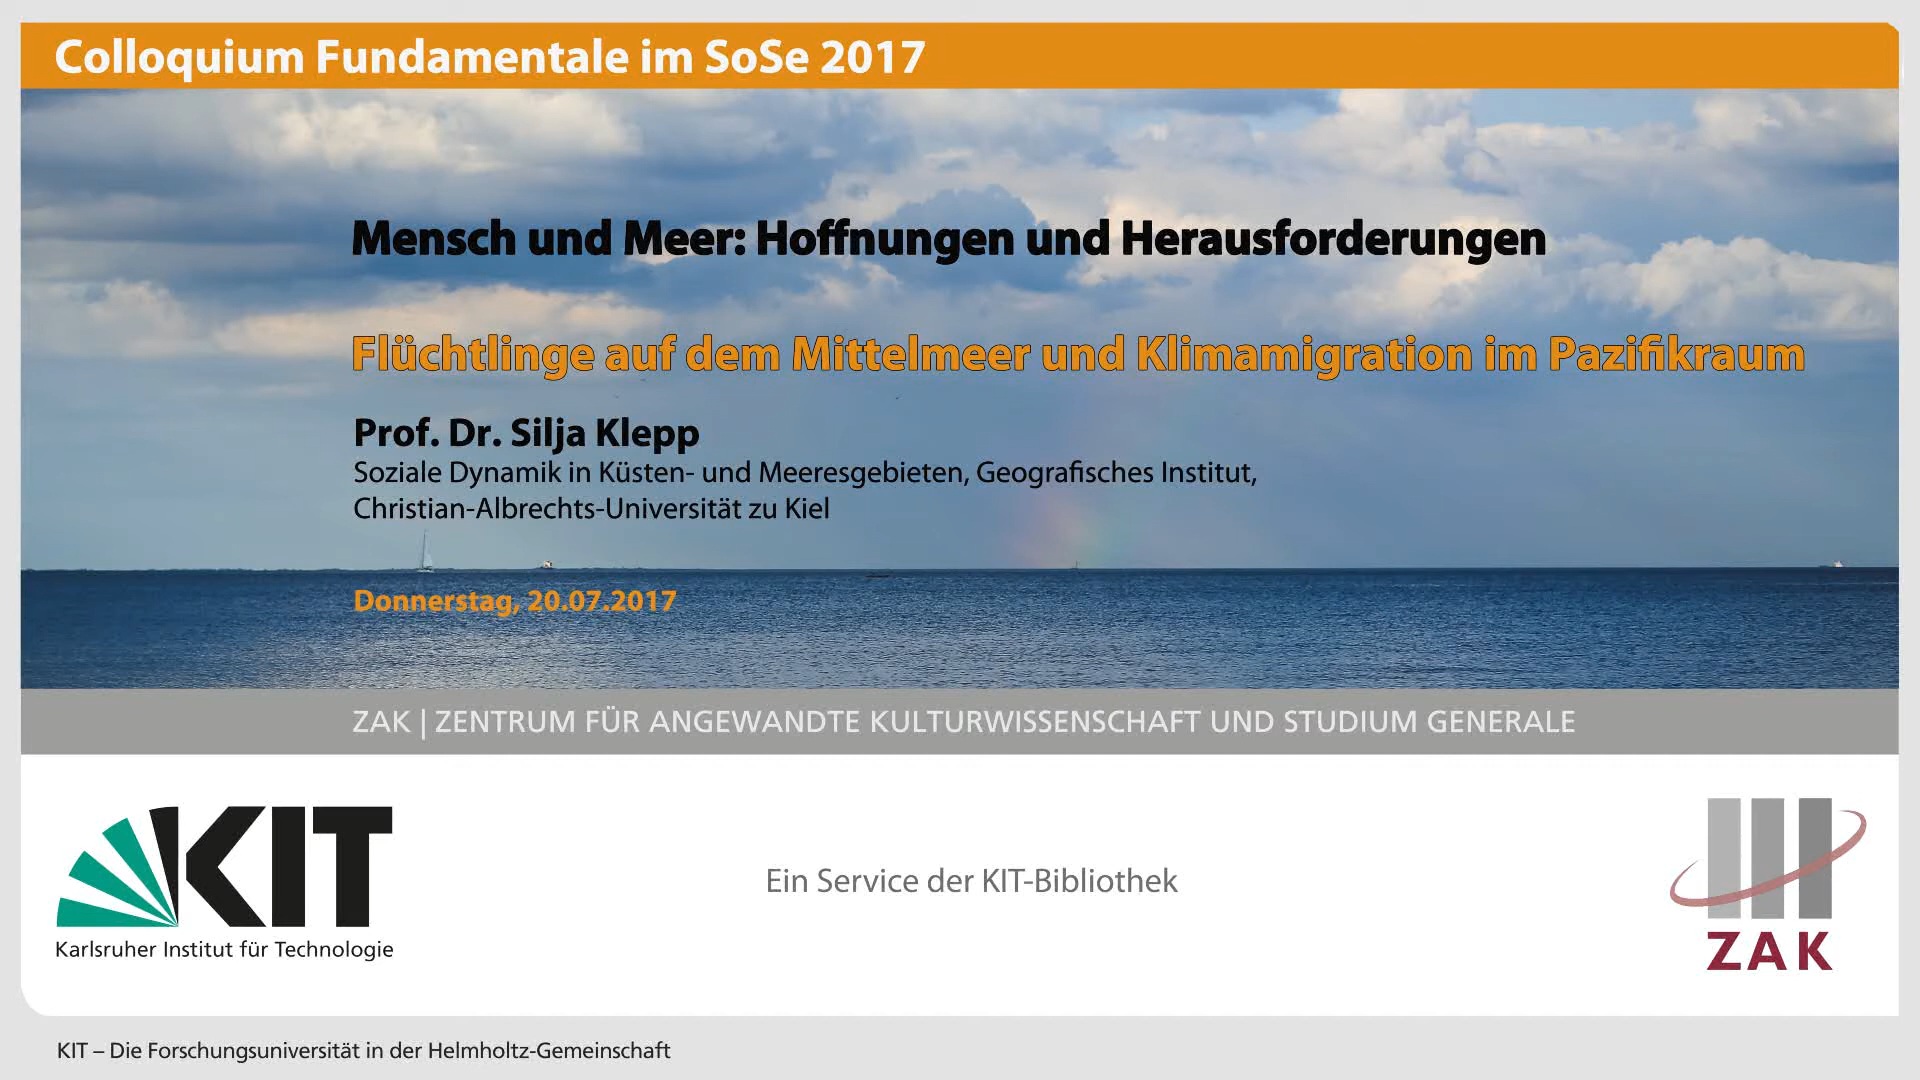 Colloquium Fundamentale im SoSe 2017
Mensch und Meer: Hoffnungen und Herausforderungen
Flüchtlinge auf dem Mittelmeer und Klimamigration im Pazifikraum
Prof. Dr. Silja Klepp
Soziale Dynamik in Küsten- und Meeresgebieten, Geografisches Institut,
Christian-Albrechts-Universität zu Kiel
Donnerstag, 20.07.2017
ZAK | ZENTRUM FÜR ANGEWANDTE KULTURWISSENSCHAFT UND STUDIUM GENERALE
KIT
Karlsruher Institut für Technologie
Ein Service der KIT-Bibliothek
ZAK
KIT – Die Forschungsuniversität in der Helmholtz-Gemeinschaft